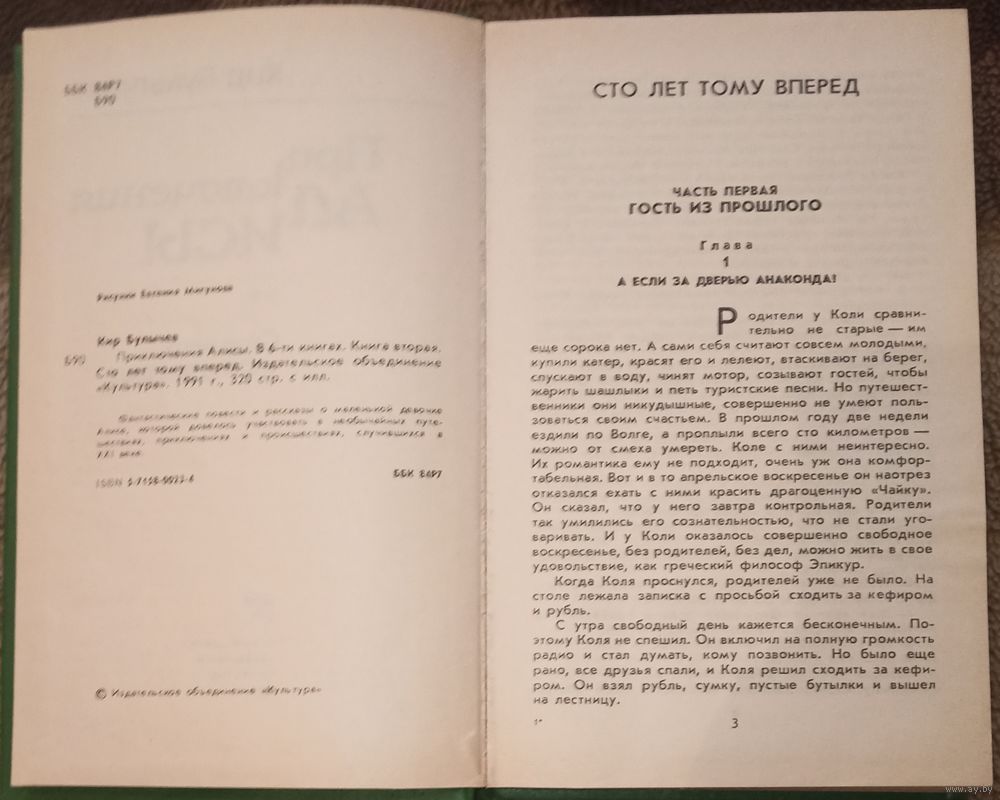 ББК 84Р7
Б90
Рисунки Евгения Мигунова
Кир Булычев
Б90 Приключения Алисы. В 6-ти книгах. Книга вторая.
Сто лет тому вперед. Издательское объединение
«Культура», 1991 г., 320 стр. с илл.
Фантастические повести и рассказы о маленькой девочке
Алисе, которой довелось участвовать в необычайных путе-
шествиях, приключениях и происшествиях, случившихся в
XXI веке.
ISBN 5-7158-0022-6
ББК 84Р7
© Издательское объединение «Культура»
СТО ЛЕТ ТОМУ ВПЕРЕД
ЧАСТЬ ПЕРВАЯ
ГОСТЬ ИЗ ПРОШЛОГО
Глава
1
А ЕСЛИ ЗА ДВЕРЬЮ АНАКОНДА?
Родители у Коли сравни-
тельно не старые — им
еще сорока нет. А сами себя считают совсем молодыми,
купили катер, красят его и лелеют, втаскивают на берег,
спускают в воду, чинят мотор, созывают гостей, чтобы
жарить шашлыки и петь туристские песни. Но путешест-
венники они никудышные, совершенно не умеют поль-
зоваться своим счастьем. В прошлом году две недели
ездили по Волге, а проплыли всего сто километров —
можно от смеха умереть. Коле с ними неинтересно.
Их романтика ему не подходит, очень уж она комфор-
табельная. Вот и в то апрельское воскресенье он наотрез
отказался ехать с ними красить драгоценную «Чайку».
Он сказал, что у него завтра контрольная. Родители
так умилились его сознательностью, что не стали уго-
варивать. И у Коли оказалось совершенно свободное
воскресенье, без родителей, без дел, можно жить в свое
удовольствие, как греческий философ Эпикур.
Когда Коля проснулся, родителей уже не было. На
столе лежала записка с просьбой сходить за кефиром
и рубль.
С утра свободный день кажется бесконечным. По-
этому Коля не спешил. Он включил на полную громкость
радио и стал думать, кому позвонить. Но было еще
рано, все друзья спали, и Коля решил сходить за кефи-
ром. Он взял рубль, сумку, пустые бутылки и вышел
на лестницу.
1*
3
www.ay.by